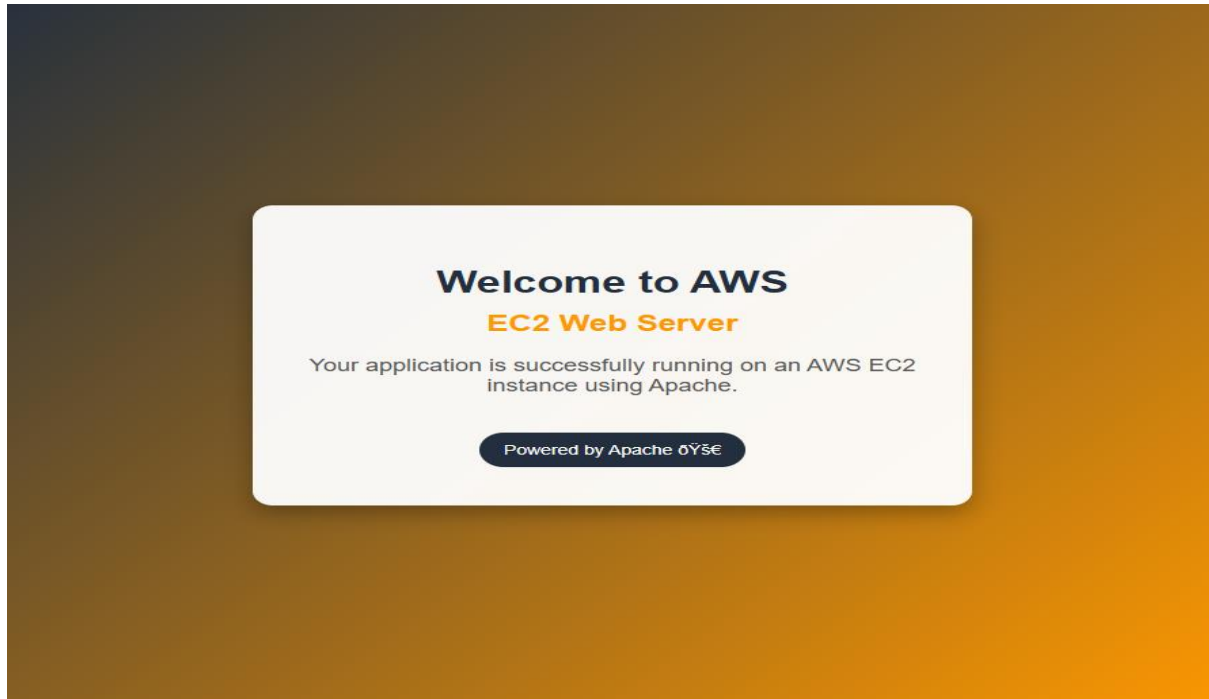 Welcome to AWS
EC2 Web Server
Your application is successfully running on an AWS EC2
instance using Apache.
Powered by Apache ðŸš€